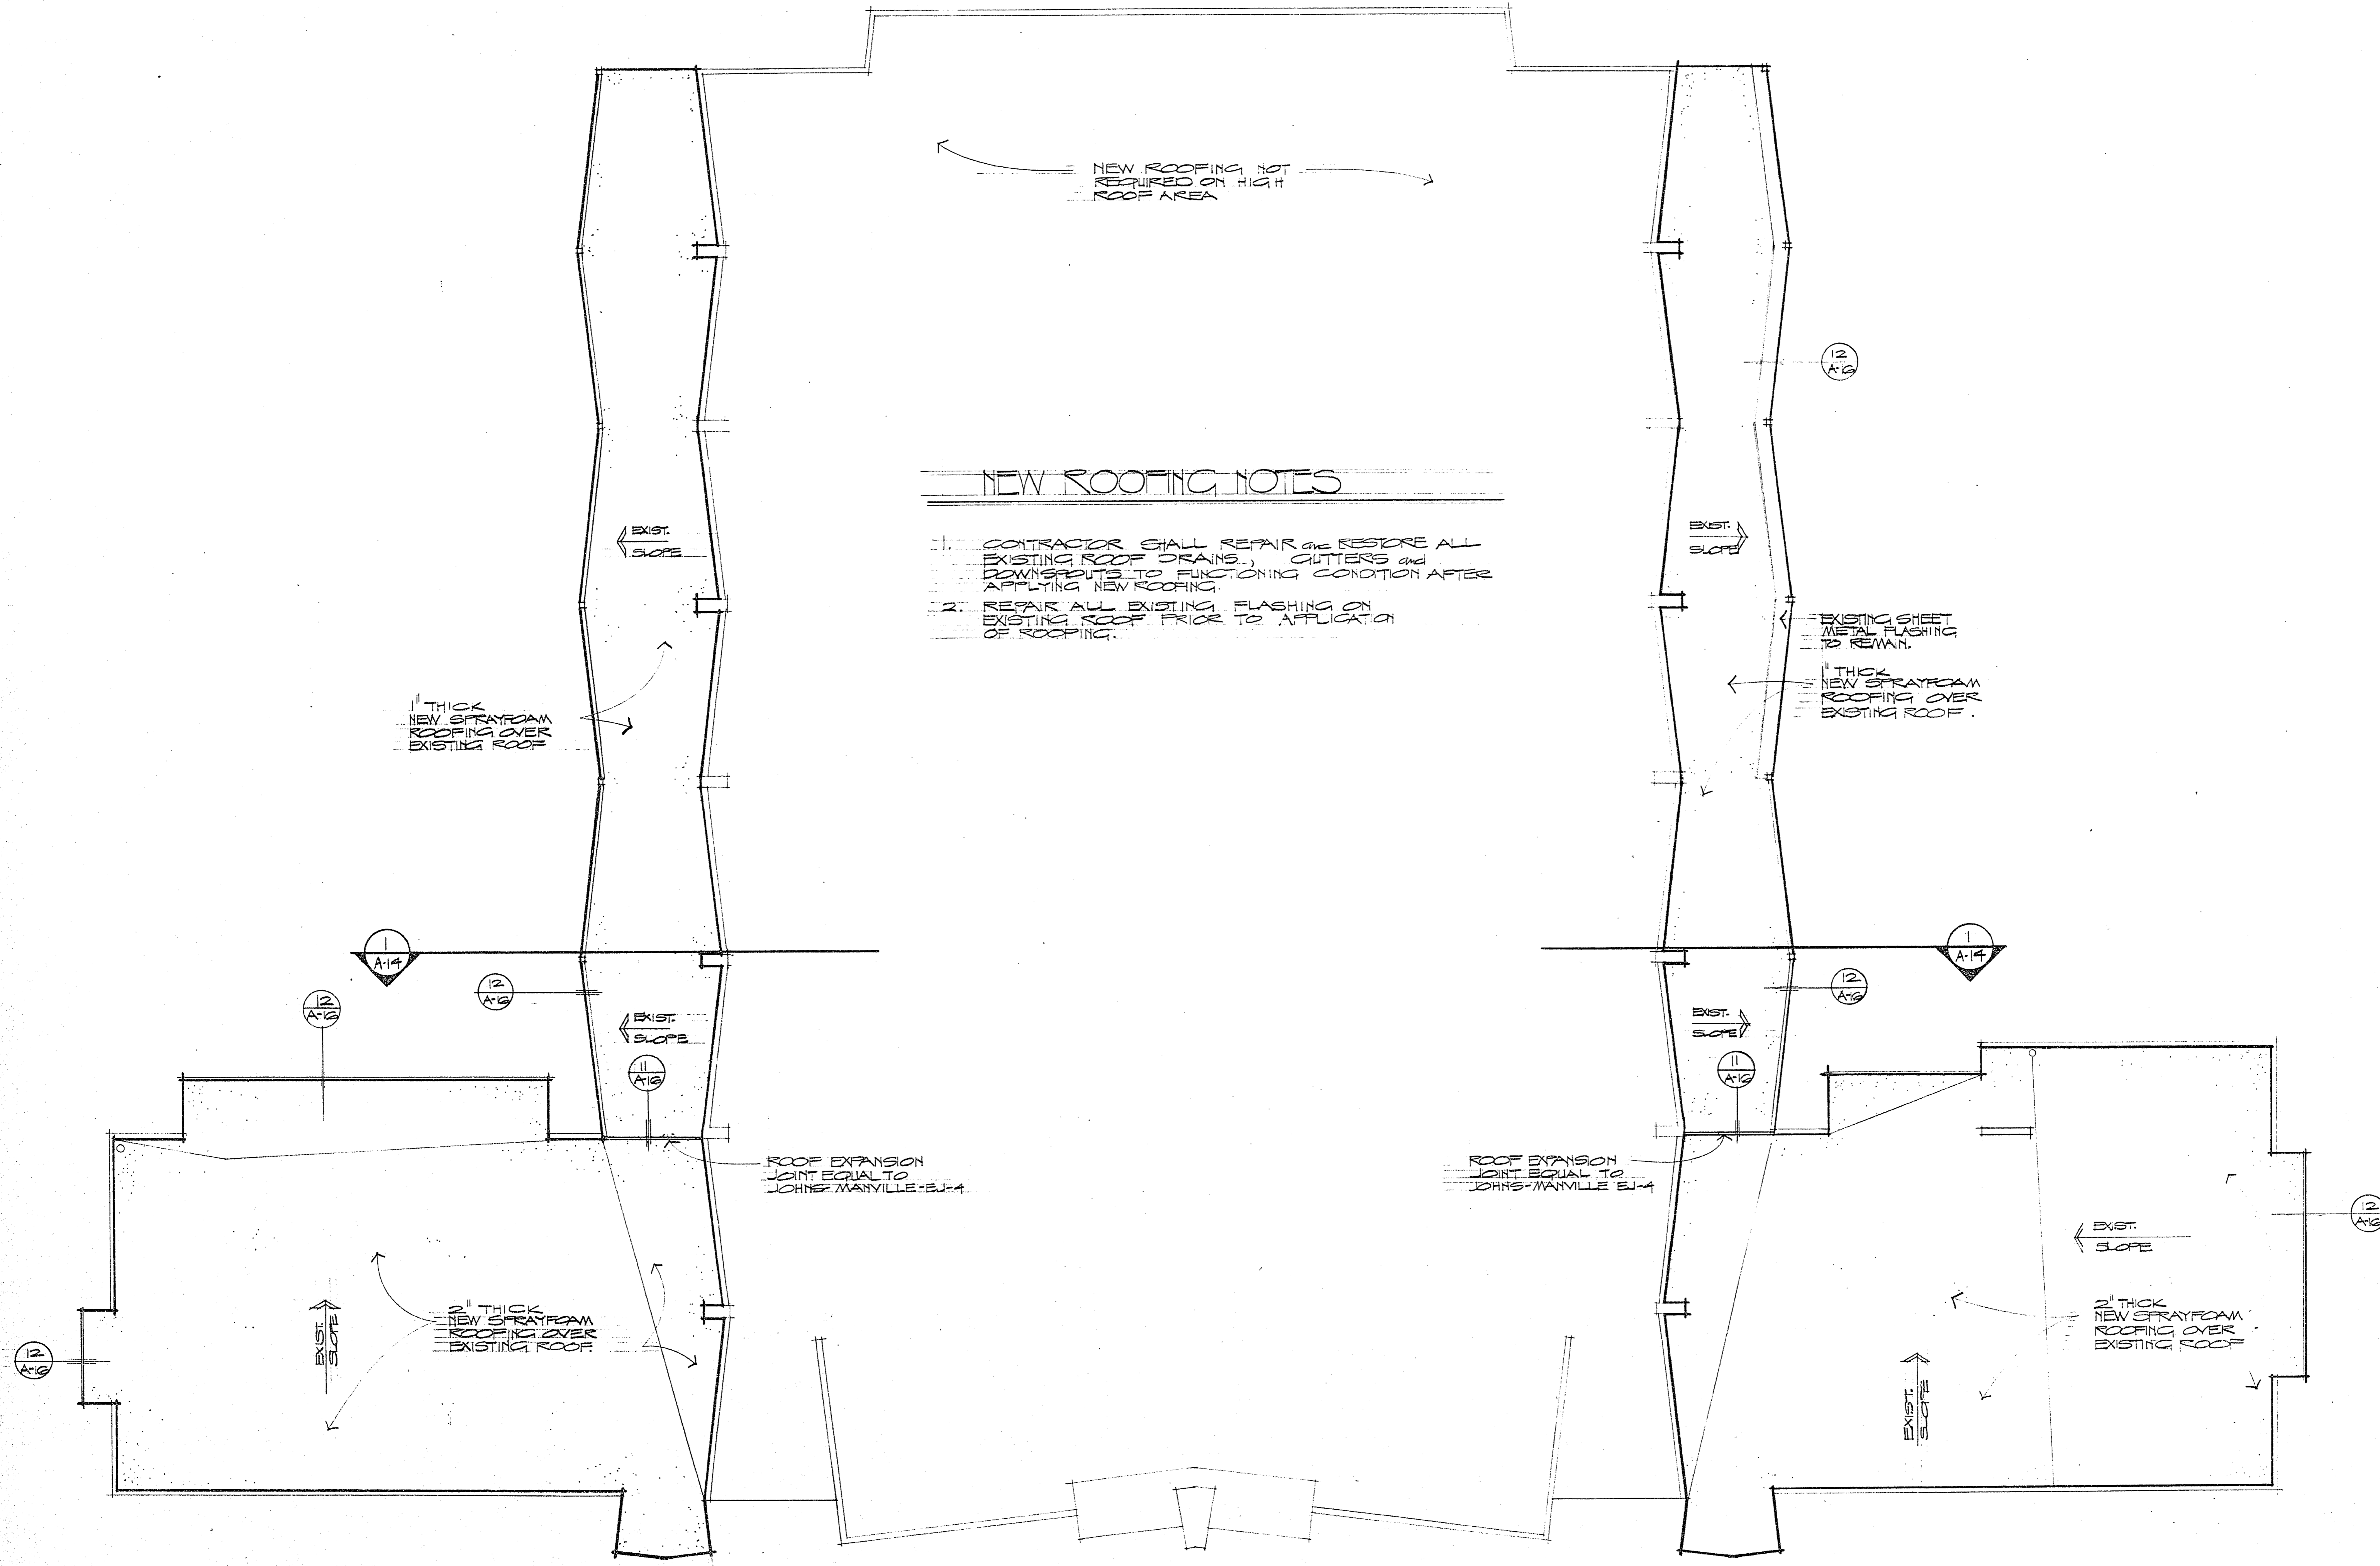 NEW ROOFING NOT
REQUIRED ON HIGH
ROOF AREA
12
A-16
NEW ROOFING NOTES
1. CONTRACTOR SHALL REPAIR and RESTORE ALL
EXISTING ROOF DRAINS, GUTTERS and
DOWNSPOUTS TO FUNCTIONING CONDITION AFTER
APPLYING NEW ROOFING.
2. REPAIR ALL EXISTING FLASHING ON
EXISTING ROOF PRIOR TO APPLICATION
OF ROOFING.
EXIST.
SLOPE
EXIST.
SLOPE
EXISTING SHEET
METAL FLASHING
TO REMAIN.
1" THICK
NEW SPRAYFOAM
ROOFING OVER
EXISTING ROOF.
1" THICK
NEW SPRAYFOAM
ROOFING OVER
EXISTING ROOF
1
A-14
1
A-14
12
A-16
12
A-16
12
A-16
EXIST.
SLOPE
EXIST.
SLOPE
11
A-16
11
A-16
ROOF EXPANSION
JOINT EQUAL TO
JOHNS-MANVILLE-EJ-4
ROOF EXPANSION
JOINT EQUAL TO
JOHNS-MANVILLE EJ-4
12
A-16
EXIST.
SLOPE
2" THICK
NEW SPRAYFOAM
ROOFING OVER
EXISTING ROOF.
EXIST.
SLOPE
2" THICK
NEW SPRAYFOAM
ROOFING OVER
EXISTING ROOF
12
A-16
EXIST.
SLOPE